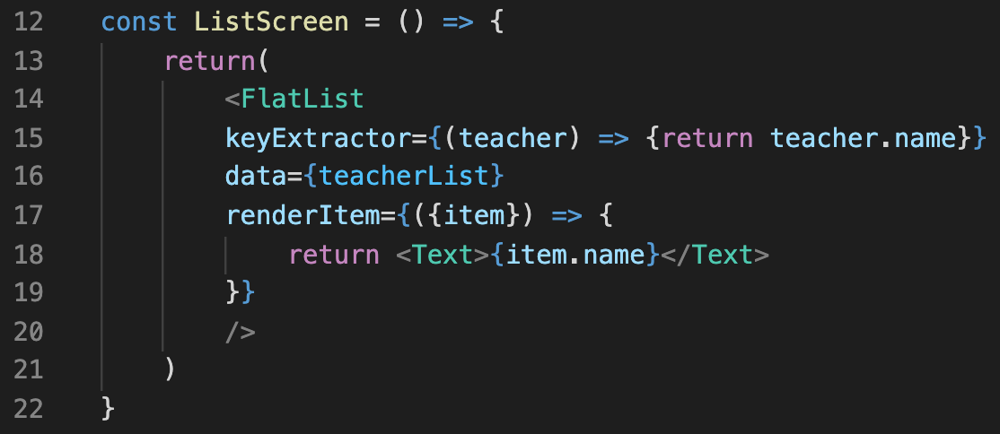 12 const ListScreen = () => {
13 return(
14 <FlatList
15 keyExtractor={(teacher) => {return teacher.name}}
16 data={teacherList}
17 renderItem={({item}) => {
18 return <Text>{item.name}</Text>
19 }}
20 />
21 )
22 }